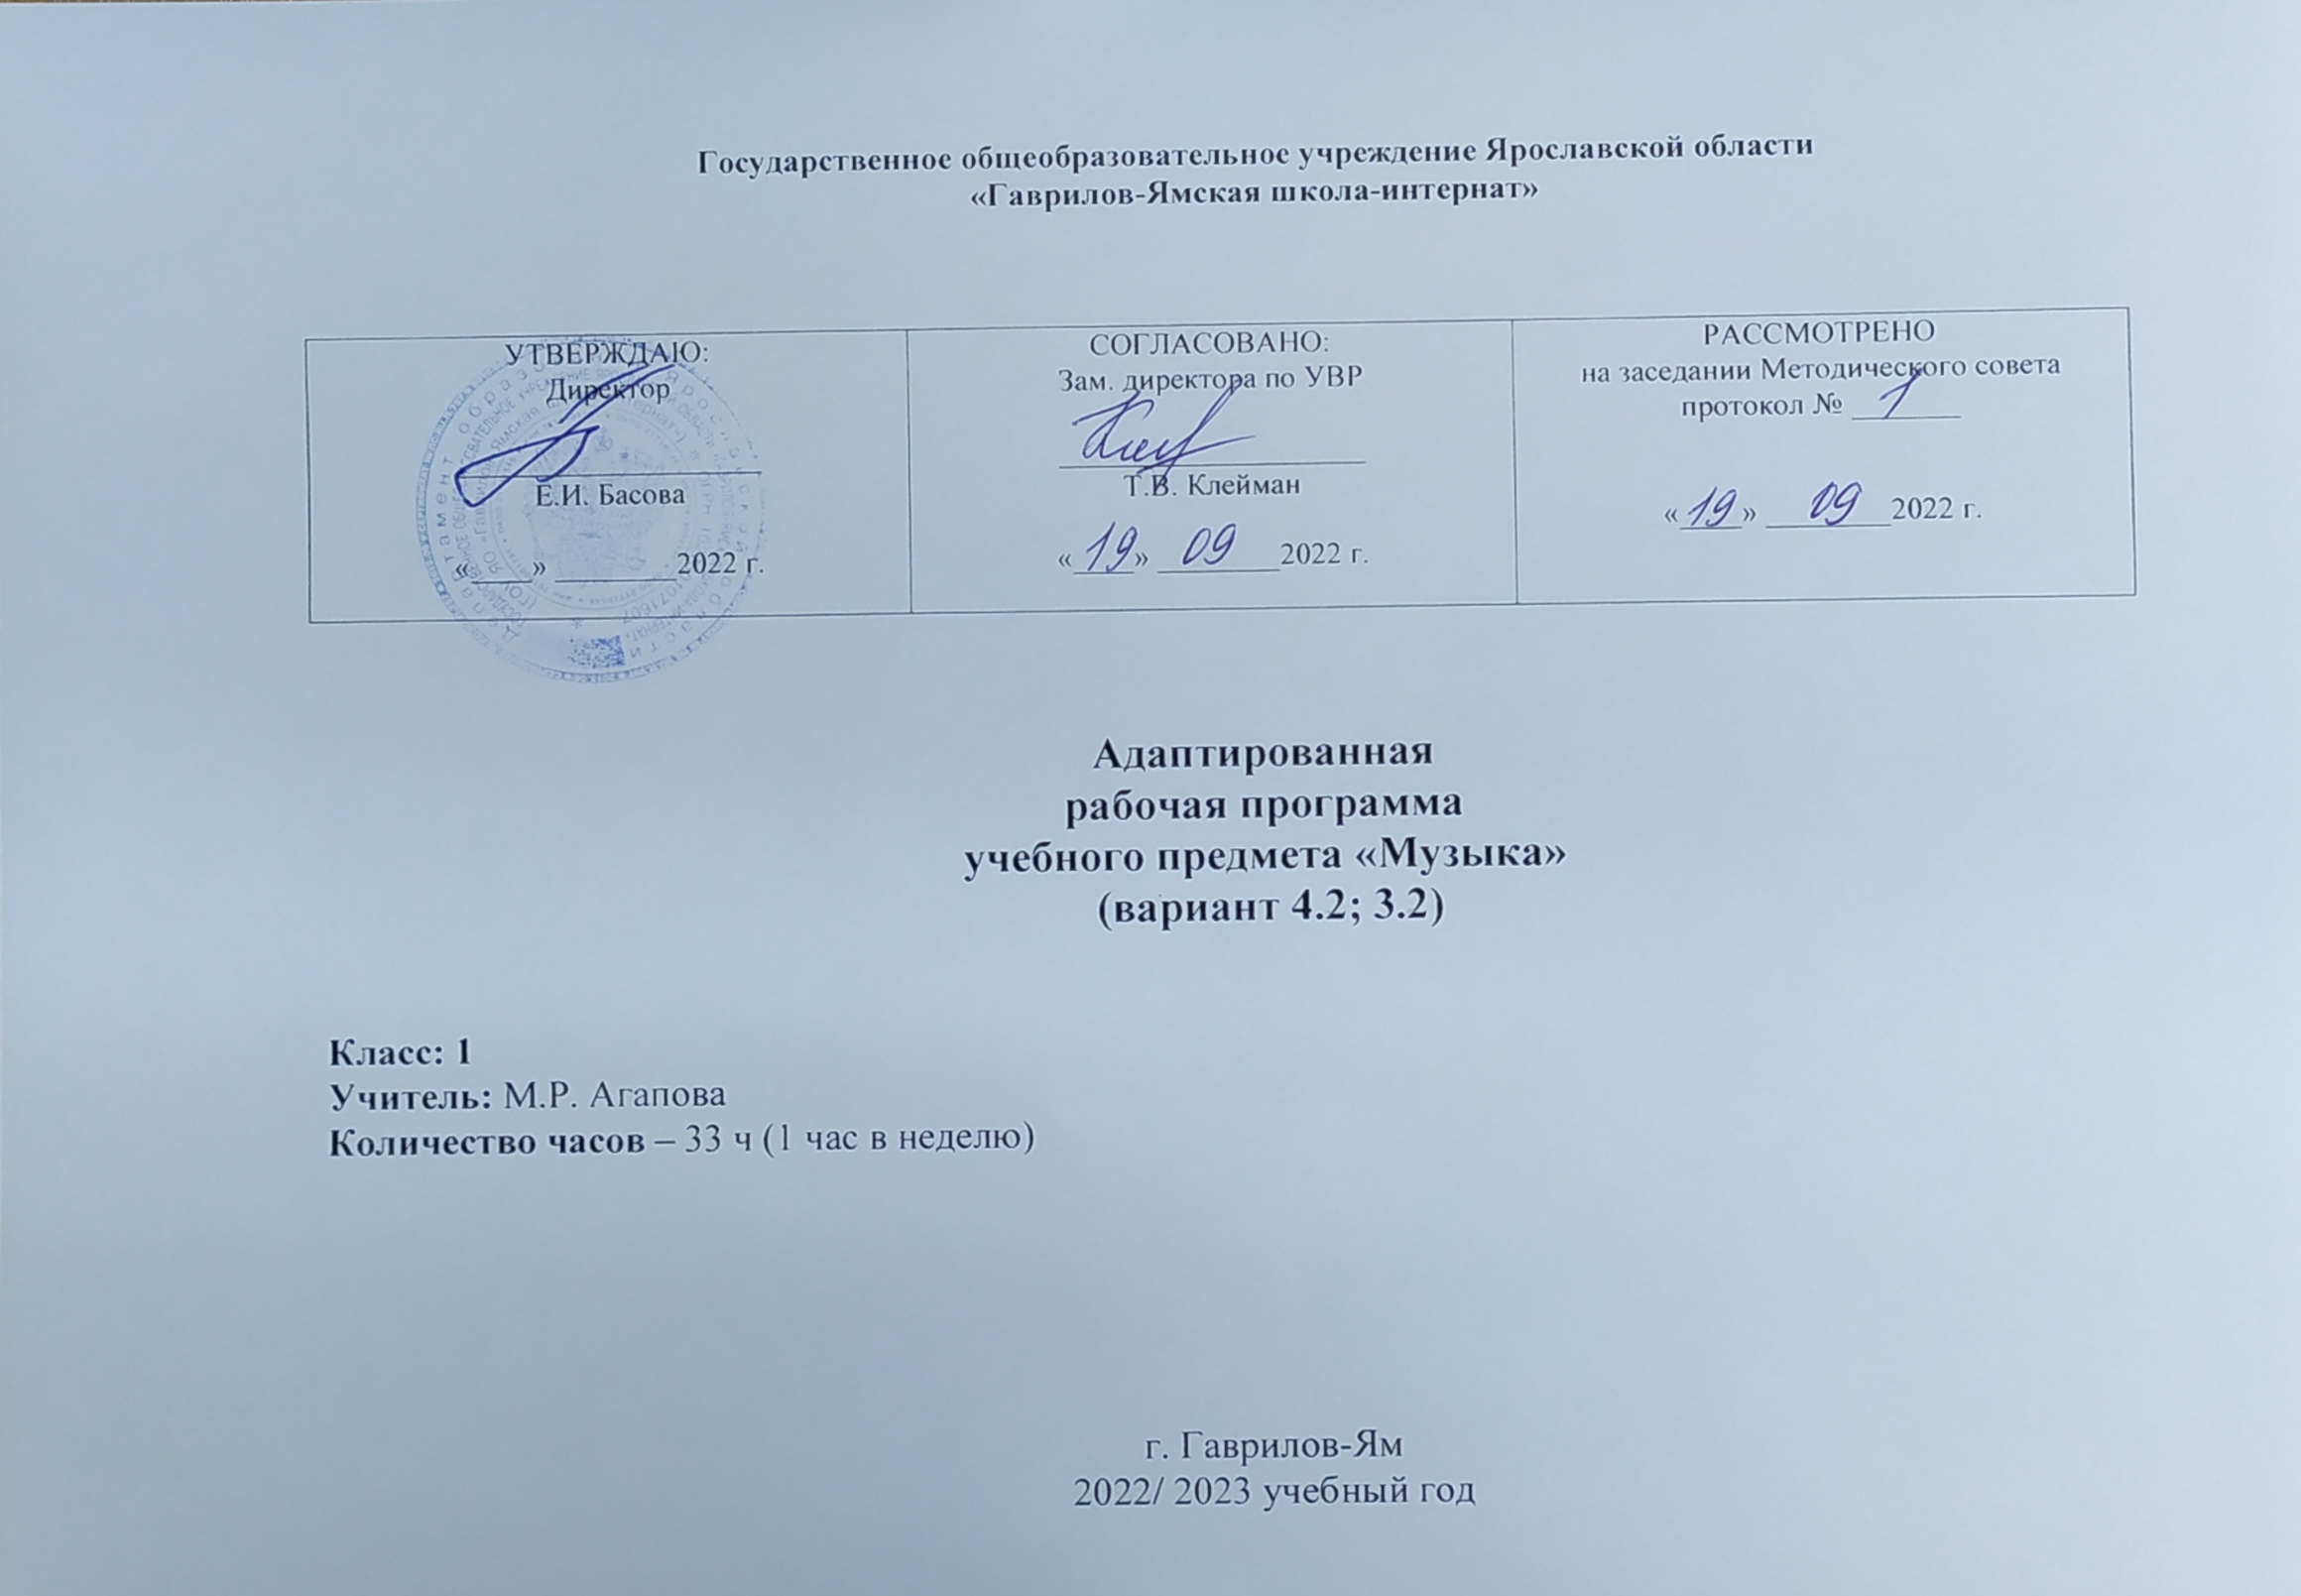 Государственное общеобразовательное учреждение Ярославской области
«Гаврилов-Ямская школа-интернат»
УТВЕРЖДАЮ:
Директор
Е.И. Басова
«____» ________2022 г.
СОГЛАСОВАНО:
Зам. директора по УВР
Т.В. Клейман
«19» 09 2022 г.
РАССМОТРЕНО
на заседании Методического совета
протокол № 1
«19» 09 2022 г.
Адаптированная
рабочая программа
учебного предмета «Музыка»
(вариант 4.2; 3.2)
Класс: 1
Учитель: М.Р. Агапова
Количество часов – 33 ч (1 час в неделю)
г. Гаврилов-Ям
2022/ 2023 учебный год